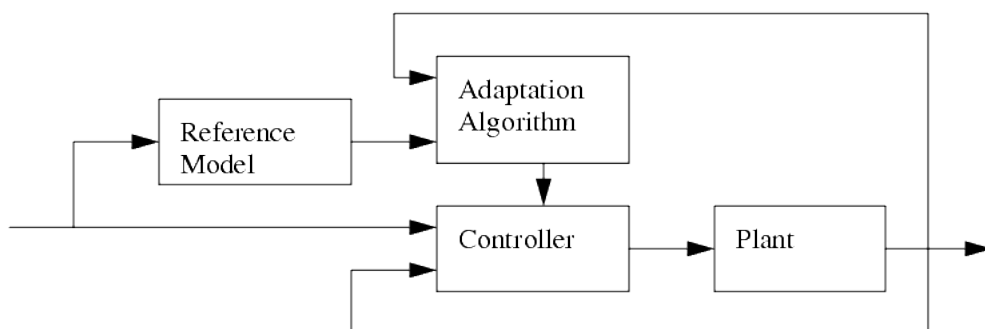 Adaptation
Algorithm
Reference
Model
Controller
Plant